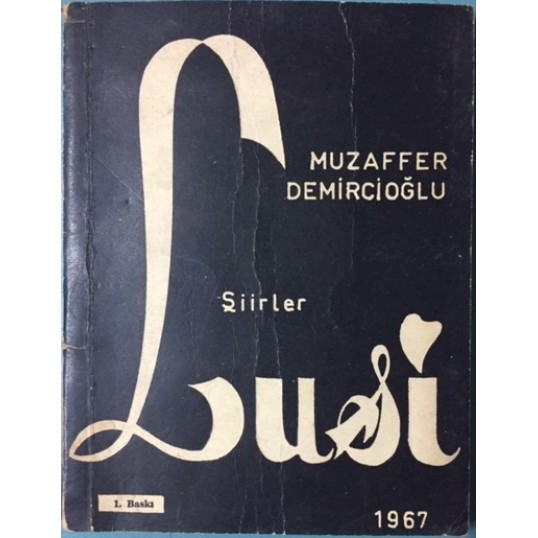 MUZAFFER
DEMİRCİOĞLU
Şiirler
Lusi
1. Baskı
1967